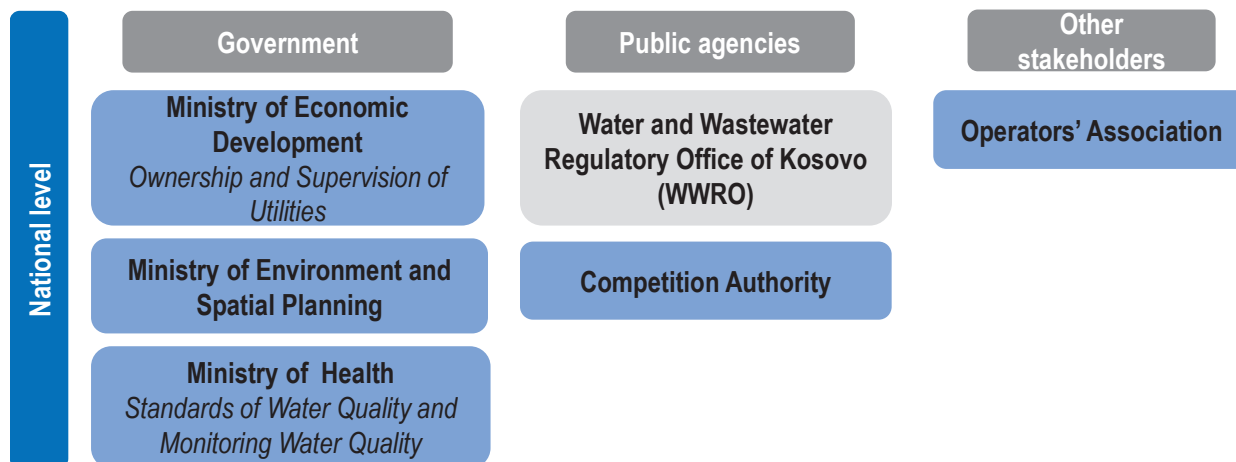 Government
Public agencies
Other
stakeholders
National level
Ministry of Economic
Development
Ownership and Supervision of
Utilities
Water and Wastewater
Regulatory Office of Kosovo
(WWRO)
Operators’ Association
Ministry of Environment and
Spatial Planning
Competition Authority
Ministry of Health
Standards of Water Quality and
Monitoring Water Quality